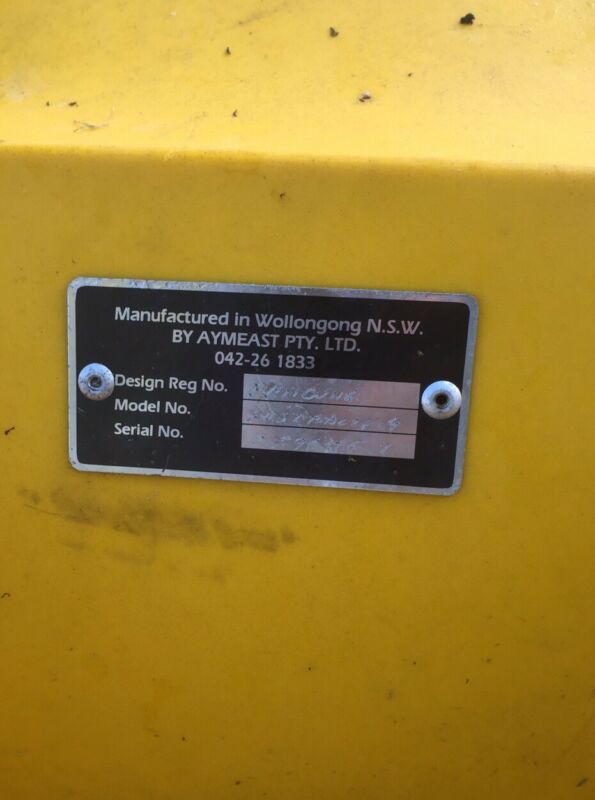 Manufactured in Wollongong N.S.W.
BY AYMEAST PTY. LTD.
042-26 1833
Design Reg No.
Model No.
Serial No.